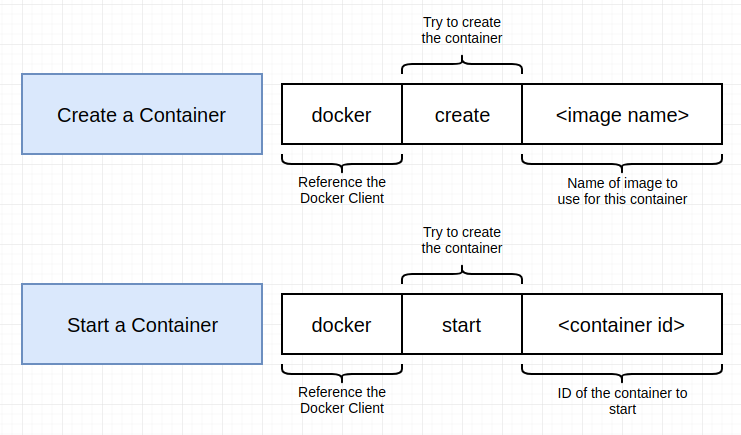 Try to create
the container
Create a Container
docker
create
<image name>
Reference the
Docker Client
Name of image to
use for this container
Try to create
the container
Start a Container
docker
start
<container id>
Reference the
Docker Client
ID of the container to
start